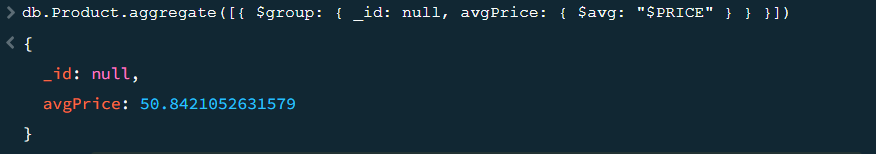 > db.Product.aggregate([{ $group: { _id: null, avgPrice: { $avg: "$PRICE" } } }])
< {
_id: null,
avgPrice: 50.8421052631579
}